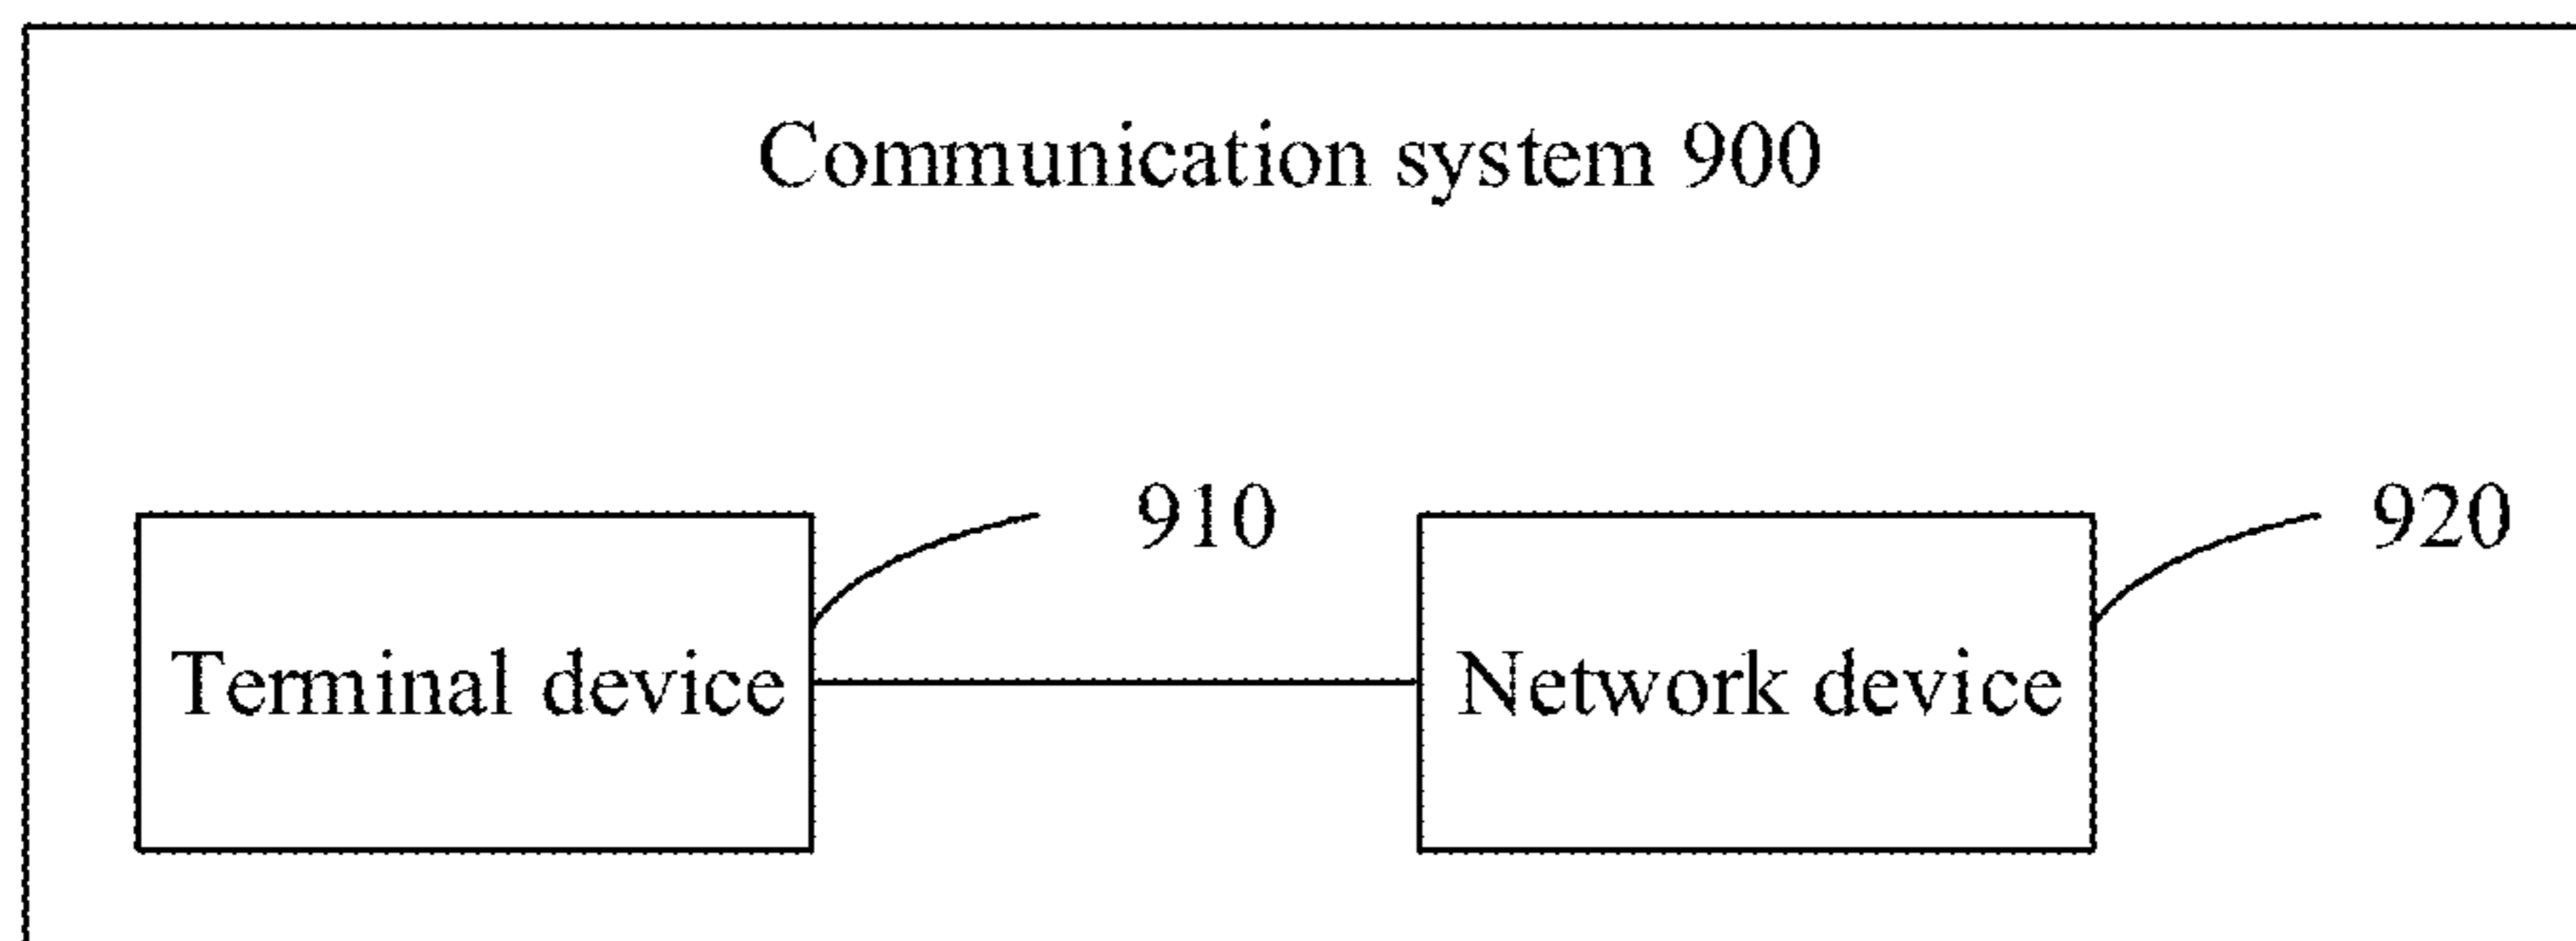 Communication system 900
910
920
Terminal device
Network device